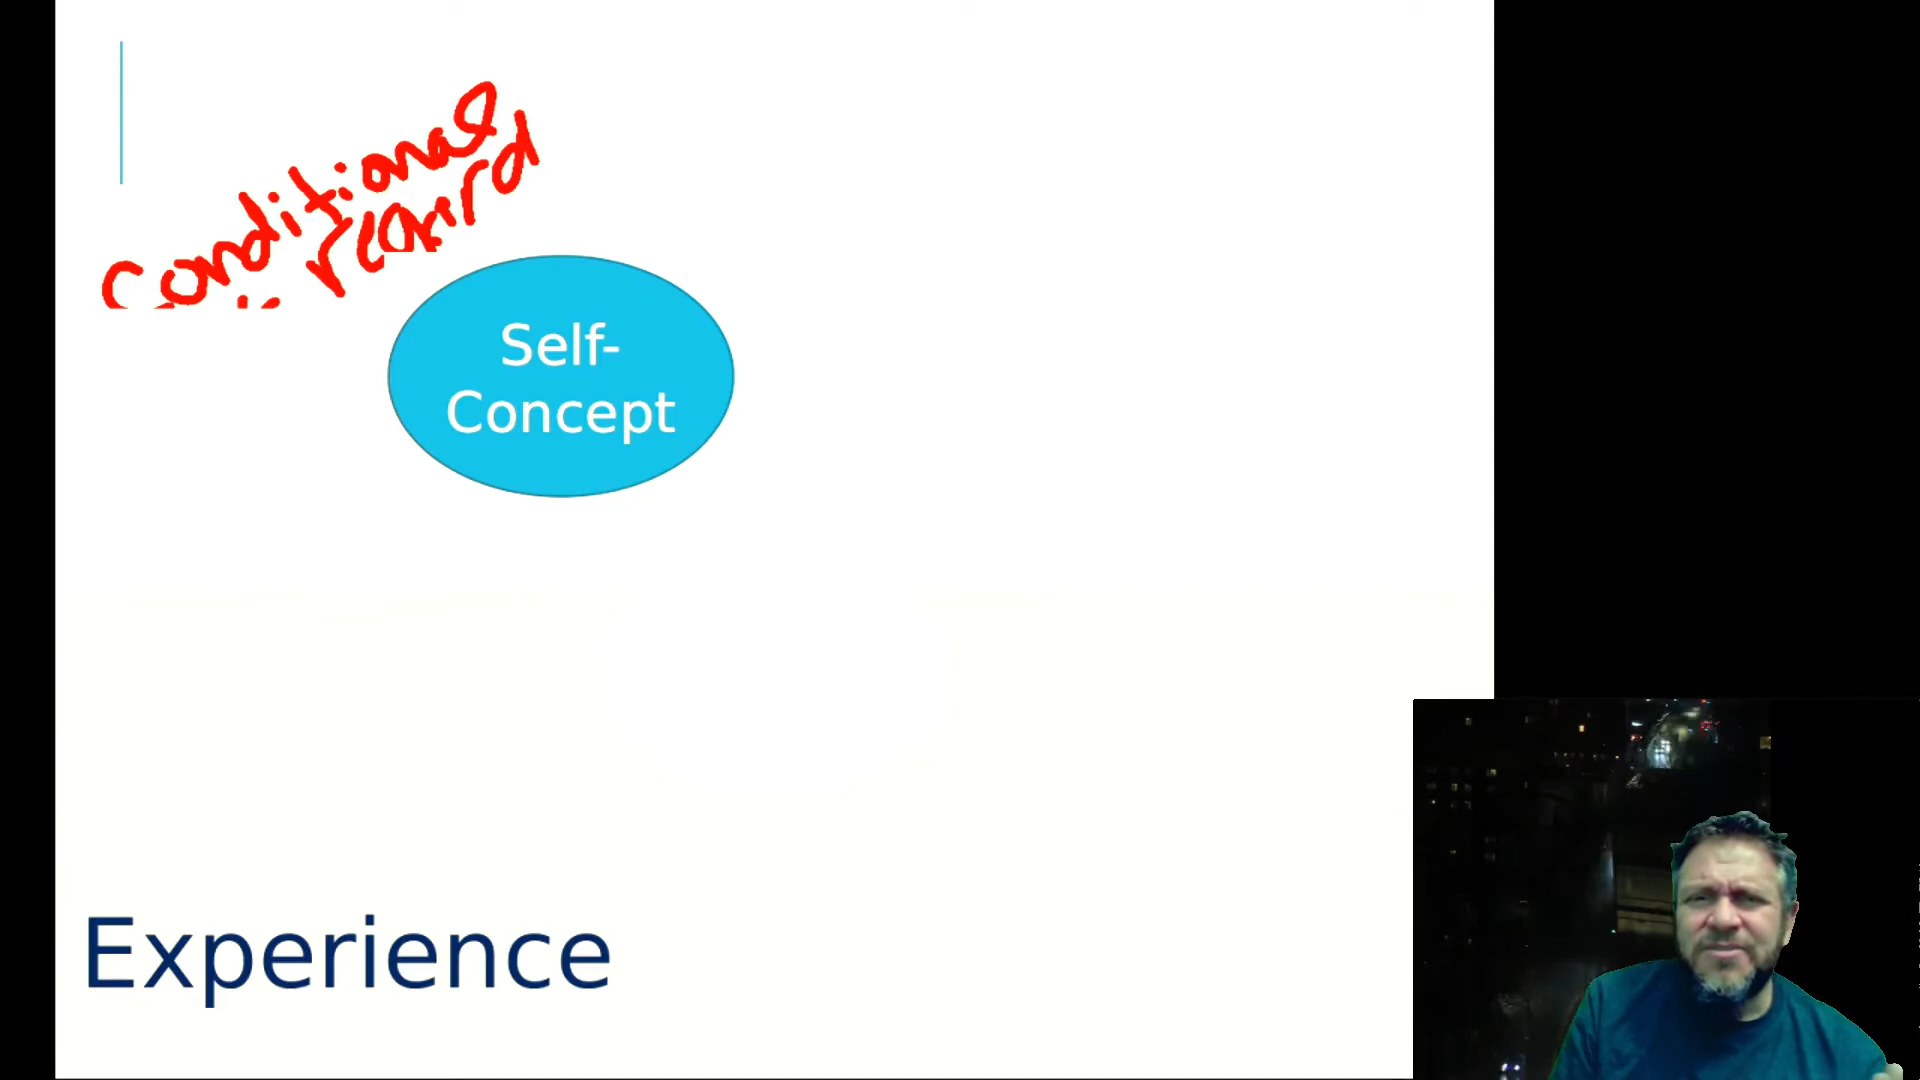 conditional
regard
Self-
Concept
Experience